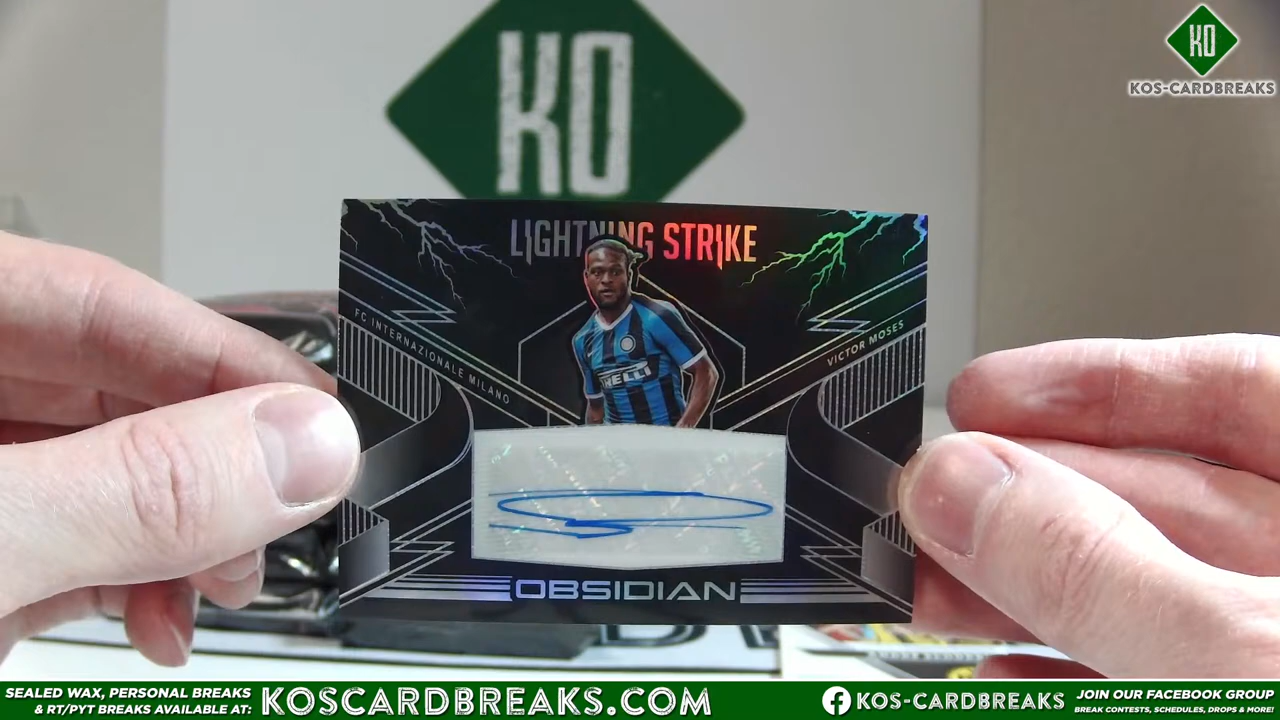 KO
KO
KOS-CARDBREAKS
LIGHTNING STRIKE
FC INTERNAZIONALE MILANO
VICTOR MOSES
PIRELLI
OBSIDIAN
SEALED WAX, PERSONAL BREAKS
& RT/PYT BREAKS AVAILABLE AT:
KOSCARDBREAKS.COM
KOS-CARDBREAKS
JOIN OUR FACEBOOK GROUP
BREAK CONTESTS, SCHEDULES, DROPS & MORE!